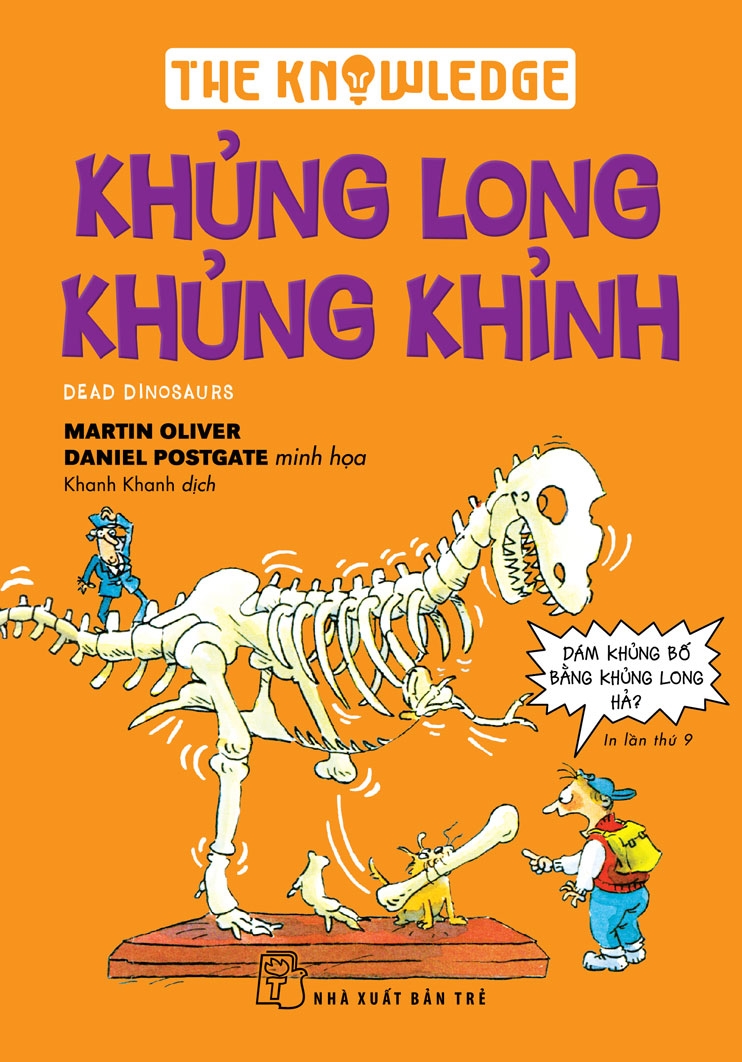 THE KNOWLEDGE
KHỦNG LONG
KHỦNG KHỈNH
DEAD DINOSAURS
MARTIN OLIVER
DANIEL POSTGATE minh họa
Khanh Khanh dịch
DÁM KHỦNG BỐ
BẰNG KHỦNG LONG
HẢ?
In lần thứ 9
T
NHÀ XUẤT BẢN TRẺ